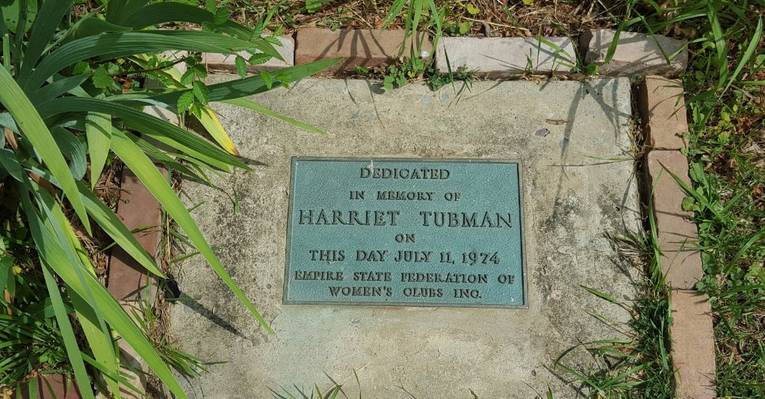 DEDICATED
IN MEMORY OF
HARRIET TUBMAN
ON
THIS DAY JULY 11, 1974
EMPIRE STATE FEDERATION OF
WOMEN'S CLUBS INC.